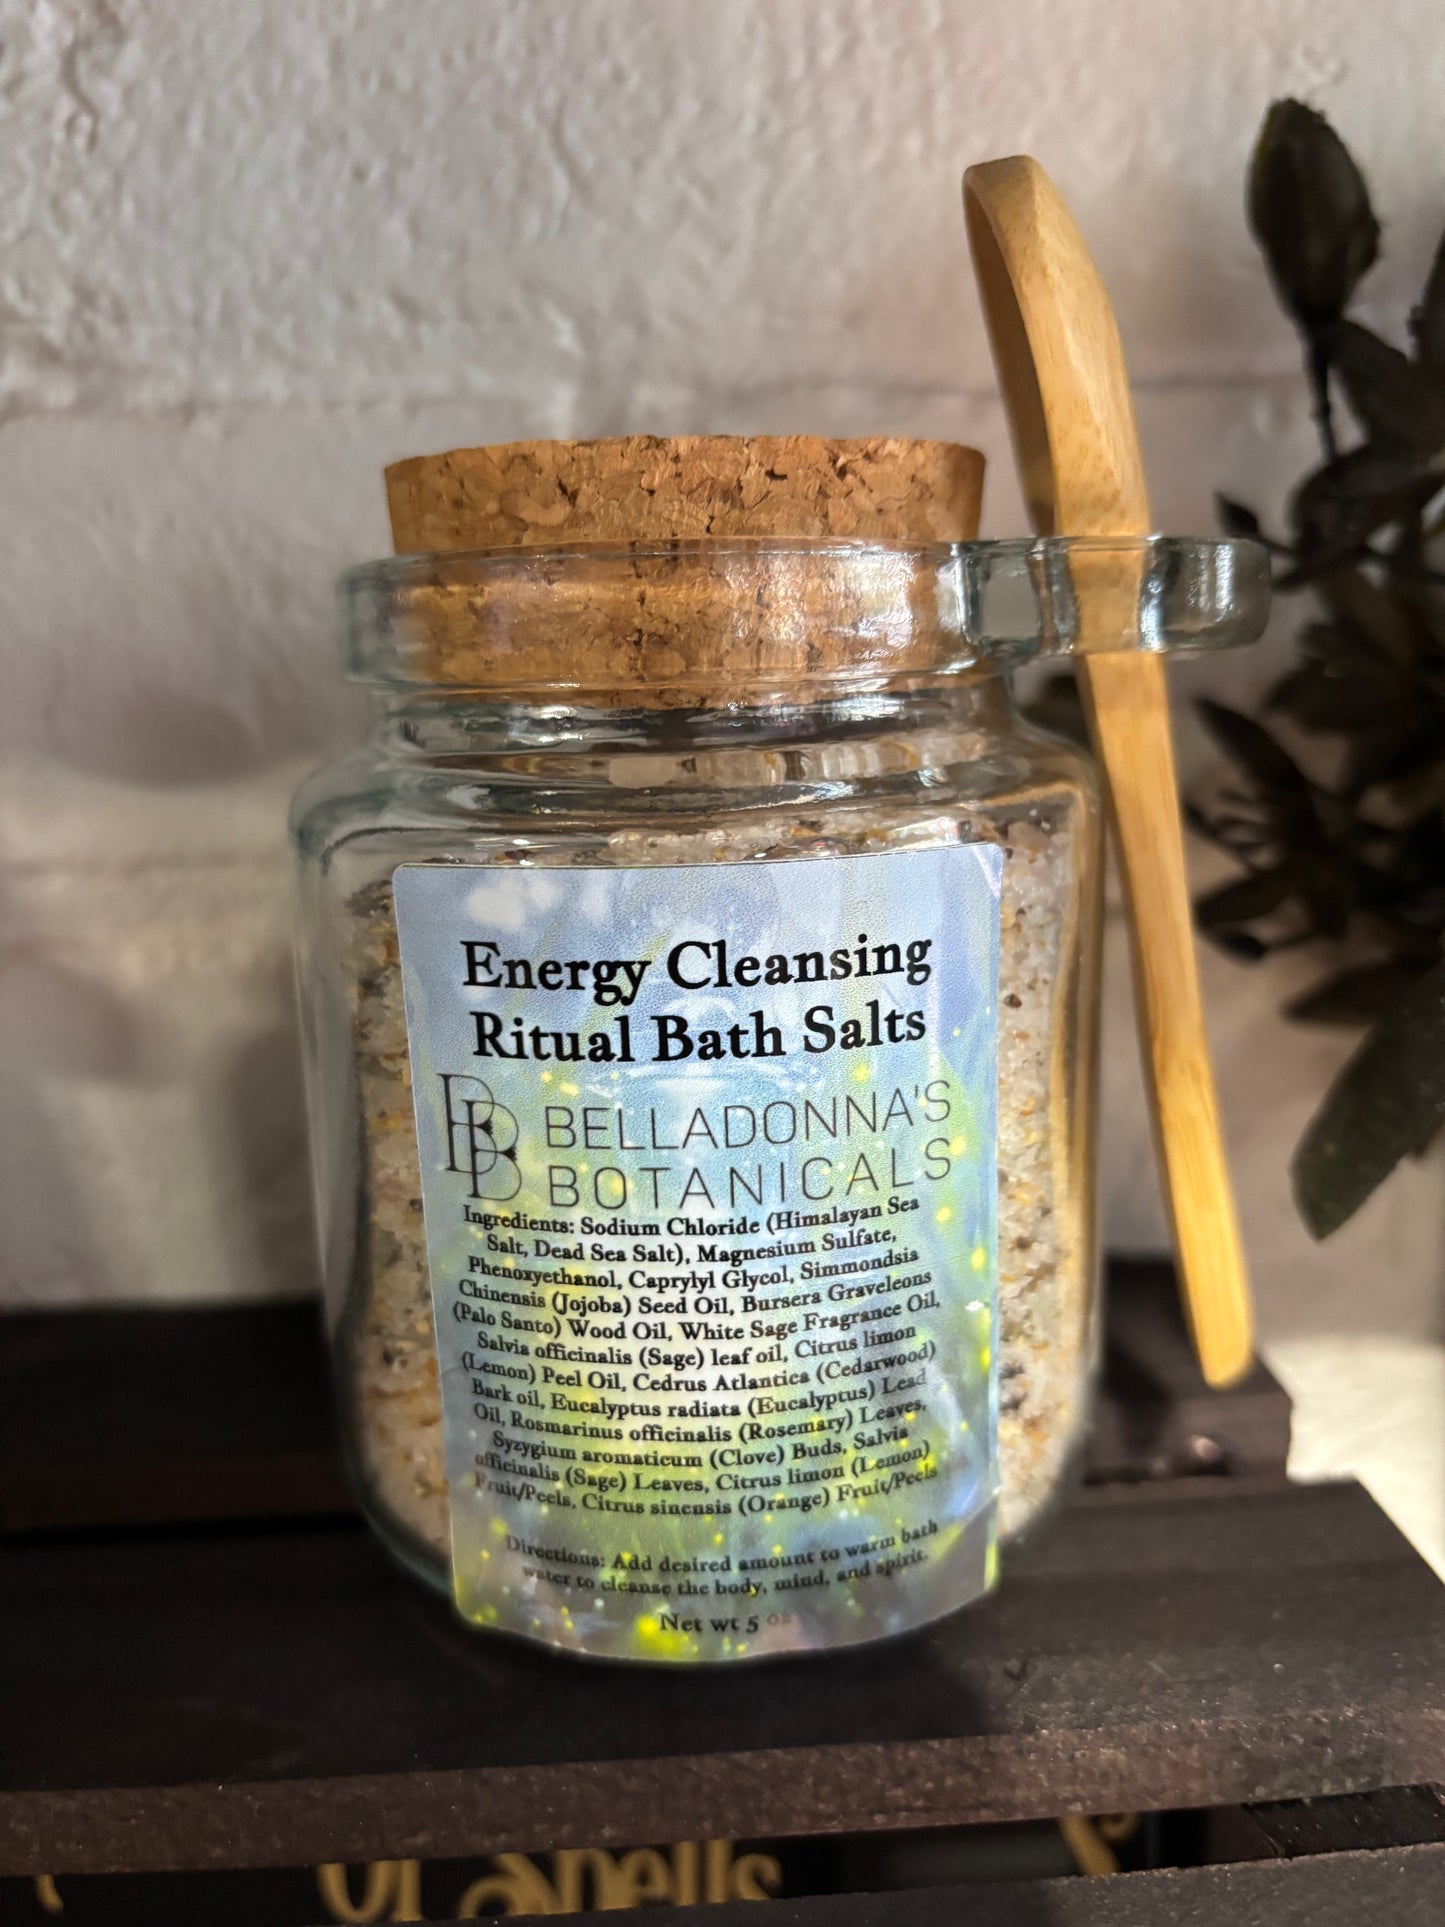 Energy Cleansing
Ritual Bath Salts
BB BELLADONNA'S
BOTANICALS
Ingredients: Sodium Chloride (Himalayan Sea
Salt, Dead Sea Salt), Magnesium Sulfate,
Phenoxyethanol, Caprylyl Glycol, Simmondsia
Chinensis (Jojoba) Seed Oil, Bursera Graveleons
(Palo Santo) Wood Oil, White Sage Fragrance Oil,
Salvia officinalis (Sage) leaf oil, Citrus limon
(Lemon) Peel Oil, Cedrus Atlantica (Cedarwood)
Bark oil, Eucalyptus radiata (Eucalyptus) Lead
Oil, Rosmarinus officinalis (Rosemary) Leaves,
Syzygium aromaticum (Clove) Buds, Salvia
officinalis (Sage) Leaves, Citrus limon (Lemon)
Fruit/Peels, Citrus sinensis (Orange) Fruit/Peels
Directions: Add desired amount to warm bath
water to cleanse the body, mind, and spirit.
Net wt 5 oz
of Spells